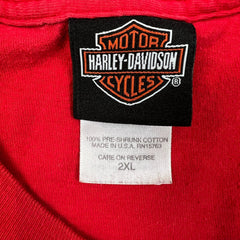 MOTOR
HARLEY-DAVIDSON
CYCLES
®
100% PRE-SHRUNK COTTON
MADE IN U.S.A. RN15763
CARE ON REVERSE
2XL